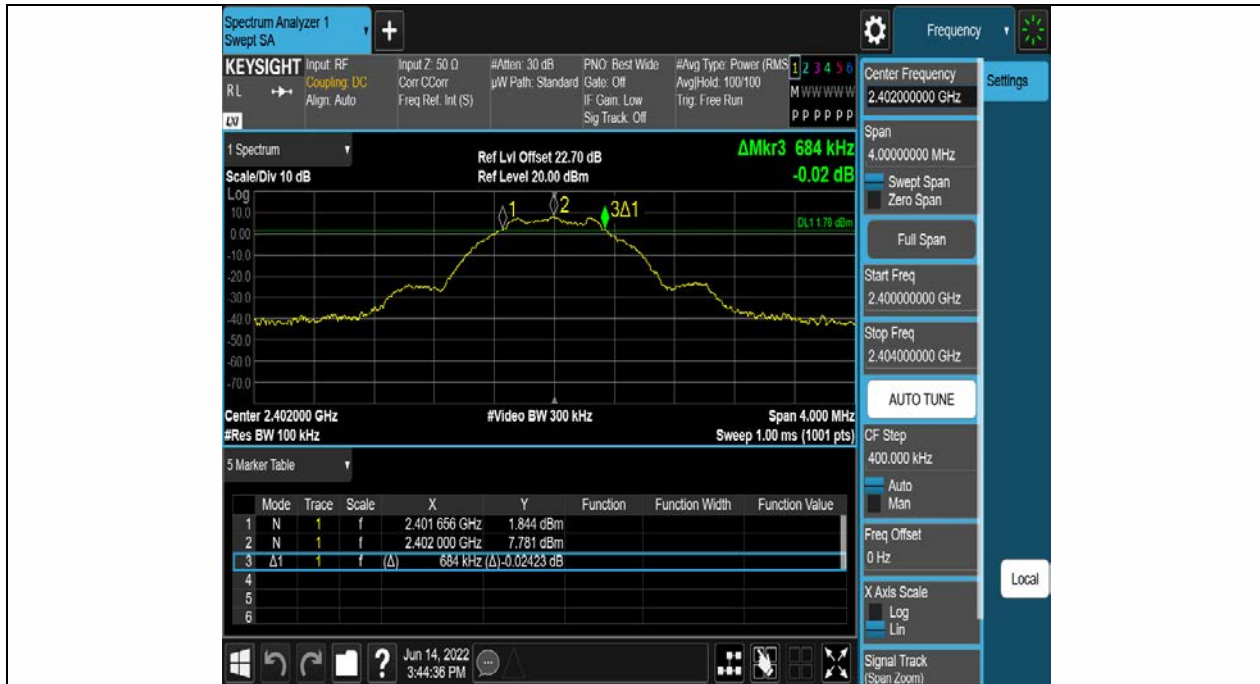 Spectrum Analyzer 1
Swept SA
+
Frequency
KEYSIGHT Input: RF Input Z: 50 Ω #Atten: 30 dB PNO: Best Wide #Avg Type: Power (RMS 1 2 3 4 5 6
RL Coupling: DC Corr CCorr µW Path: Standard Gate: Off Avg|Hold: 100/100 M W W W W W
Align: Auto Freq Ref: Int (S) IF Gain: Low Trig: Free Run
LXI Sig Track: Off P P P P P P
1 Spectrum
Ref Lvl Offset 22.70 dB ΔMkr3 684 kHz
Scale/Div 10 dB Ref Level 20.00 dBm -0.02 dB
Log
1 2 3Δ1
10.0
DL1 1.78 dBm
0.00
-10.0
-20.0
-30.0
-40.0
-50.0
-60.0
-70.0
Center 2.402000 GHz #Video BW 300 kHz Span 4.000 MHz
#Res BW 100 kHz Sweep 1.00 ms (1001 pts)
5 Marker Table
Mode Trace Scale X Y Function Function Width Function Value
1 N 1 f 2.401 656 GHz 1.844 dBm
2 N 1 f 2.402 000 GHz 7.781 dBm
3 Δ1 1 f (Δ) 684 kHz (Δ) -0.02423 dB
4
5
6
? Jun 14, 2022
3:44:36 PM
Center Frequency
2.402000000 GHz
Settings
Span
4.00000000 MHz
Swept Span
Zero Span
Full Span
Start Freq
2.400000000 GHz
Stop Freq
2.404000000 GHz
AUTO TUNE
CF Step
400.000 kHz
Auto
Man
Freq Offset
0 Hz
Local
X Axis Scale
Log
Lin
Signal Track
(Span Zoom)